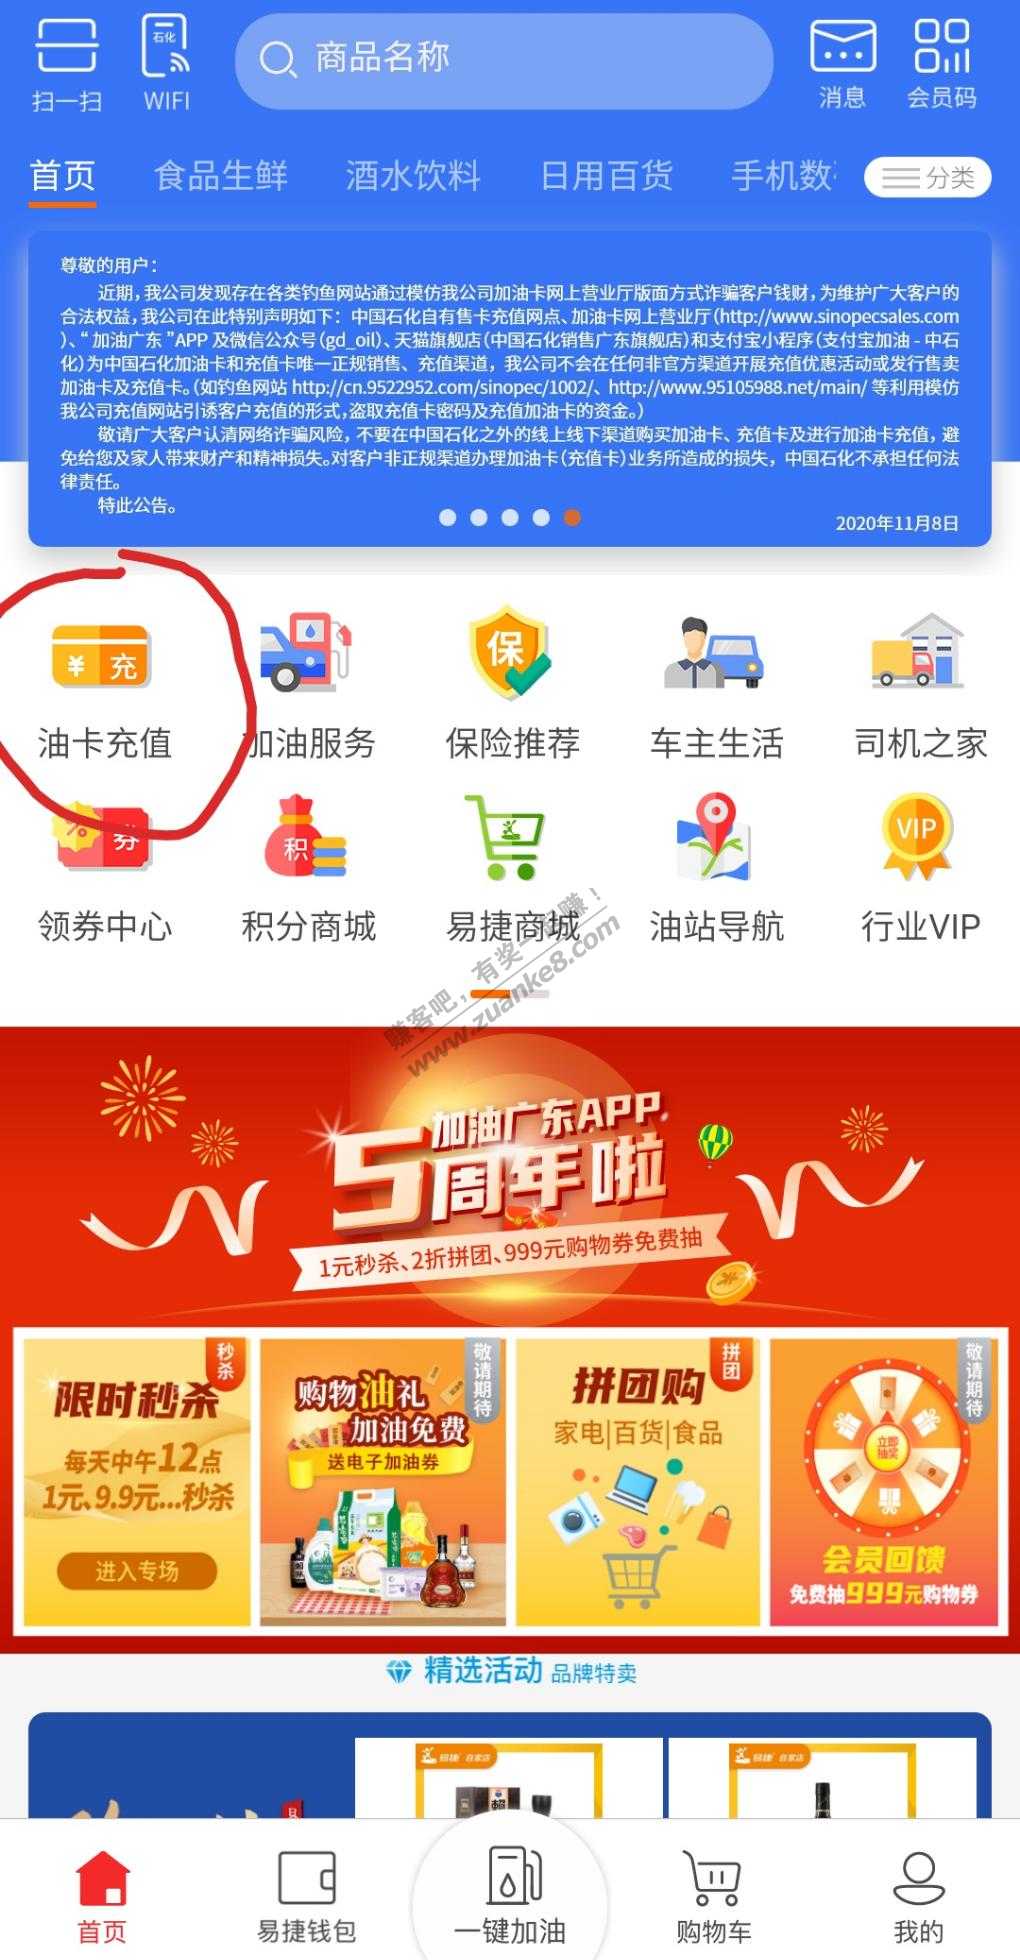 石化
商品名称
扫一扫
WIFI
消息
会员码
首页
食品生鲜
酒水饮料
日用百货
手机数
分类
尊敬的用户：
近期，我公司发现存在各类钓鱼网站通过模仿我公司加油卡网上营业厅版面方式诈骗客户钱财，为维护广大客户的
合法权益，我公司在此特别声明如下：中国石化自有售卡充值网点、加油卡网上营业厅（http://www.sinopecsales.com
）、“加油广东”APP及微信公众号（gd_oil）、天猫旗舰店（中国石化销售广东旗舰店）和支付宝小程序（支付宝加油-中石
化）为中国石化加油卡和充值卡唯一正规销售、充值渠道，我公司不会在任何非官方渠道开展充值优惠活动或发行售卖
加油卡及充值卡。（如钓鱼网站 http://cn.9522952.com/sinopec/1002/、http://www.95105988.net/main/ 等利用模仿
我公司充值网站引诱客户充值的形式，盗取充值卡密码及充值加油卡的资金。）
敬请广大客户认清网络诈骗风险，不要在中国石化之外的线上线下渠道购买加油卡、充值卡及进行加油卡充值，避
免给您及家人带来财产和精神损失。对客户非正规渠道办理加油卡（充值卡）业务所造成的损失，中国石化不承担任何法
律责任。
特此公告。
2020年11月8日
¥ 充
保
油卡充值
加油服务
保险推荐
车主生活
司机之家
% 券
积
VIP
领券中心
积分商城
易捷商城
油站导航
行业VIP
赚客吧，有奖一起赚！
www.zuanke8.com
加油广东APP
5周年啦
1元秒杀、2折拼团、999元购物券免费抽
秒杀
限时秒杀
每天中午12点
1元、9.9元...秒杀
进入专场
敬请期待
购物油礼
加油免费
送电子加油券
拼团
拼团购
家电|百货|食品
敬请期待
立即
抽奖
会员回馈
免费抽999元购物券
精选活动 品牌特卖
易捷 自家店
易捷 自家店
首页
易捷钱包
一键加油
购物车
我的